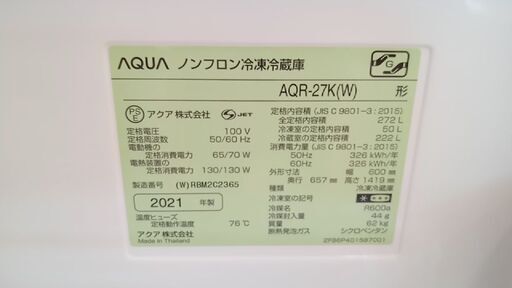 AQUA ノンフロン冷凍冷蔵庫
AQR-27K(W) 形
PS
E
アクア株式会社
S JET
定格電圧 100 V
定格周波数 50/60 Hz
電動機の
定格消費電力 65/70 W
電熱装置の
定格消費電力 130/130 W
製造番号 (W)RBM2C2365
2021 年製
温度ヒューズ
定格動作温度 76℃
アクア株式会社
Made in Thailand
G
定格内容積 (JIS C 9801-3:2015)
全定格内容積 272 L
冷凍室の定格内容積 50 L
冷蔵室の定格内容積 222 L
消費電力量 (JIS C 9801-3:2015)
50Hz 326 kWh/年
60Hz 326 kWh/年
外形寸法 幅 600 mm
奥行 657 mm 高さ 1419 mm
種類 冷凍冷蔵庫
冷凍室の記号
冷媒名 R600a
冷媒封入量 44 g
質量 62 kg
断熱発泡ガス シクロペンタン